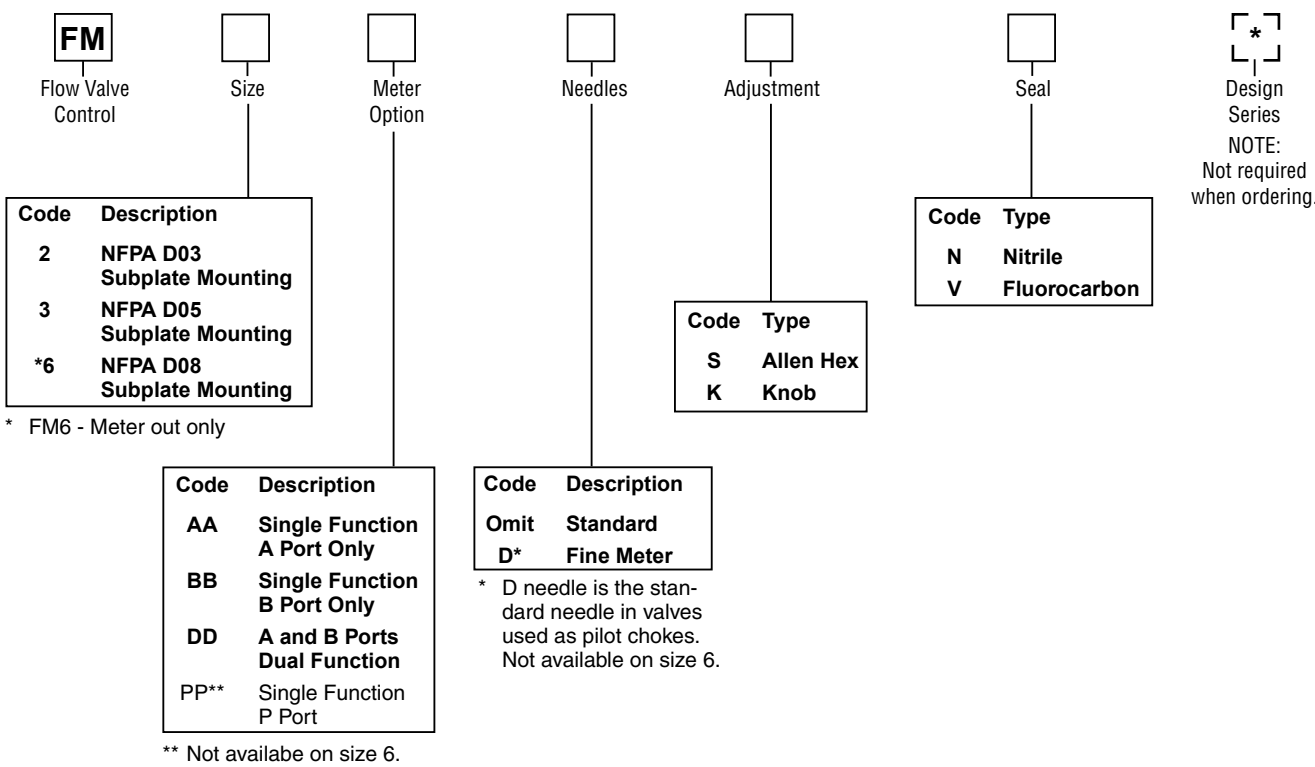 FM
*
Flow Valve
Control
Size
Meter
Option
Needles
Adjustment
Seal
Design
Series
NOTE:
Not required
when ordering.
Code Description
2 NFPA D03
Subplate Mounting
3 NFPA D05
Subplate Mounting
*6 NFPA D08
Subplate Mounting
* FM6 - Meter out only
Code Type
N Nitrile
V Fluorocarbon
Code Type
S Allen Hex
K Knob
Code Description
AA Single Function
A Port Only
BB Single Function
B Port Only
DD A and B Ports
Dual Function
PP** Single Function
P Port
** Not availabe on size 6.
Code Description
Omit Standard
D* Fine Meter
* D needle is the stan-
dard needle in valves
used as pilot chokes.
Not available on size 6.